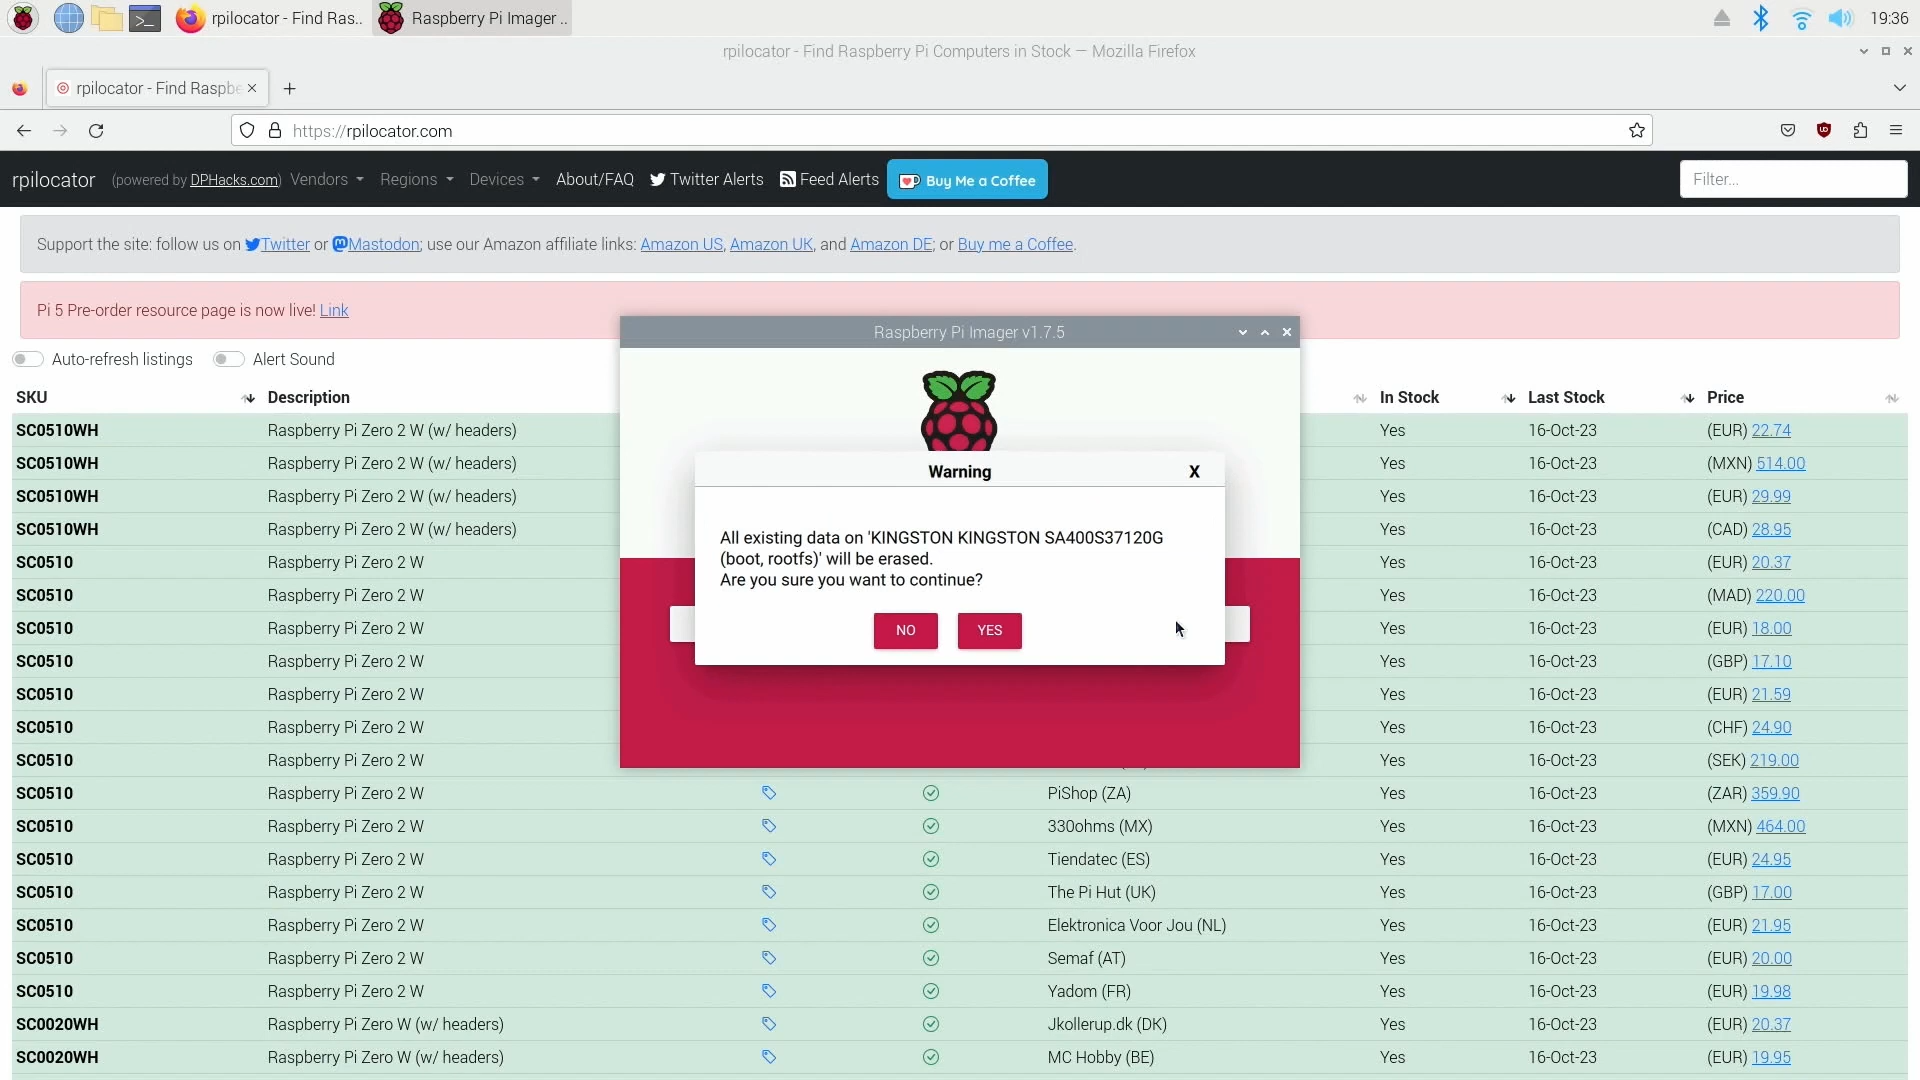 rpilocator - Find Ras..
Raspberry Pi Imager ..
19:36
rpilocator - Find Raspberry Pi Computers in Stock — Mozilla Firefox
rpilocator - Find Raspbe
https://rpilocator.com
rpilocator (powered by DPHacks.com) Vendors Regions Devices About/FAQ Twitter Alerts Feed Alerts Buy Me a Coffee Filter...
Support the site: follow us on Twitter or Mastodon; use our Amazon affiliate links: Amazon US, Amazon UK, and Amazon DE; or Buy me a Coffee.
Pi 5 Pre-order resource page is now live! Link
Raspberry Pi Imager v1.7.5
Auto-refresh listings Alert Sound
SKU Description In Stock Last Stock Price
SC0510WH Raspberry Pi Zero 2 W (w/ headers) Yes 16-Oct-23 (EUR) 22.74
SC0510WH Raspberry Pi Zero 2 W (w/ headers) Yes 16-Oct-23 (MXN) 514.00
Warning X
SC0510WH Raspberry Pi Zero 2 W (w/ headers) Yes 16-Oct-23 (EUR) 29.99
SC0510WH Raspberry Pi Zero 2 W (w/ headers) Yes 16-Oct-23 (CAD) 28.95
All existing data on 'KINGSTON KINGSTON SA400S37120G
(boot, rootfs)' will be erased.
Are you sure you want to continue?
NO YES
SC0510 Raspberry Pi Zero 2 W Yes 16-Oct-23 (EUR) 20.37
SC0510 Raspberry Pi Zero 2 W Yes 16-Oct-23 (MAD) 220.00
SC0510 Raspberry Pi Zero 2 W Yes 16-Oct-23 (EUR) 18.00
SC0510 Raspberry Pi Zero 2 W Yes 16-Oct-23 (GBP) 17.10
SC0510 Raspberry Pi Zero 2 W Yes 16-Oct-23 (EUR) 21.59
SC0510 Raspberry Pi Zero 2 W Yes 16-Oct-23 (CHF) 24.90
SC0510 Raspberry Pi Zero 2 W Yes 16-Oct-23 (SEK) 219.00
SC0510 Raspberry Pi Zero 2 W PiShop (ZA) Yes 16-Oct-23 (ZAR) 359.90
SC0510 Raspberry Pi Zero 2 W 330ohms (MX) Yes 16-Oct-23 (MXN) 464.00
SC0510 Raspberry Pi Zero 2 W Tiendatec (ES) Yes 16-Oct-23 (EUR) 24.95
SC0510 Raspberry Pi Zero 2 W The Pi Hut (UK) Yes 16-Oct-23 (GBP) 17.00
SC0510 Raspberry Pi Zero 2 W Elektronica Voor Jou (NL) Yes 16-Oct-23 (EUR) 21.95
SC0510 Raspberry Pi Zero 2 W Semaf (AT) Yes 16-Oct-23 (EUR) 20.00
SC0510 Raspberry Pi Zero 2 W Yadom (FR) Yes 16-Oct-23 (EUR) 19.98
SC0020WH Raspberry Pi Zero W (w/ headers) Jkollerup.dk (DK) Yes 16-Oct-23 (EUR) 20.37
SC0020WH Raspberry Pi Zero W (w/ headers) MC Hobby (BE) Yes 16-Oct-23 (EUR) 19.95